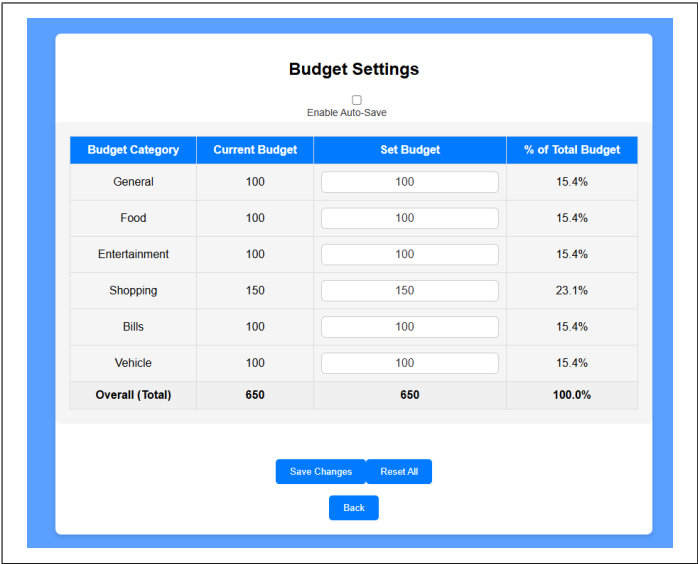 Budget Settings
Enable Auto-Save
Budget Category Current Budget Set Budget % of Total Budget
General 100 100 15.4%
Food 100 100 15.4%
Entertainment 100 100 15.4%
Shopping 150 150 23.1%
Bills 100 100 15.4%
Vehicle 100 100 15.4%
Overall (Total) 650 650 100.0%
Save Changes Reset All
Back